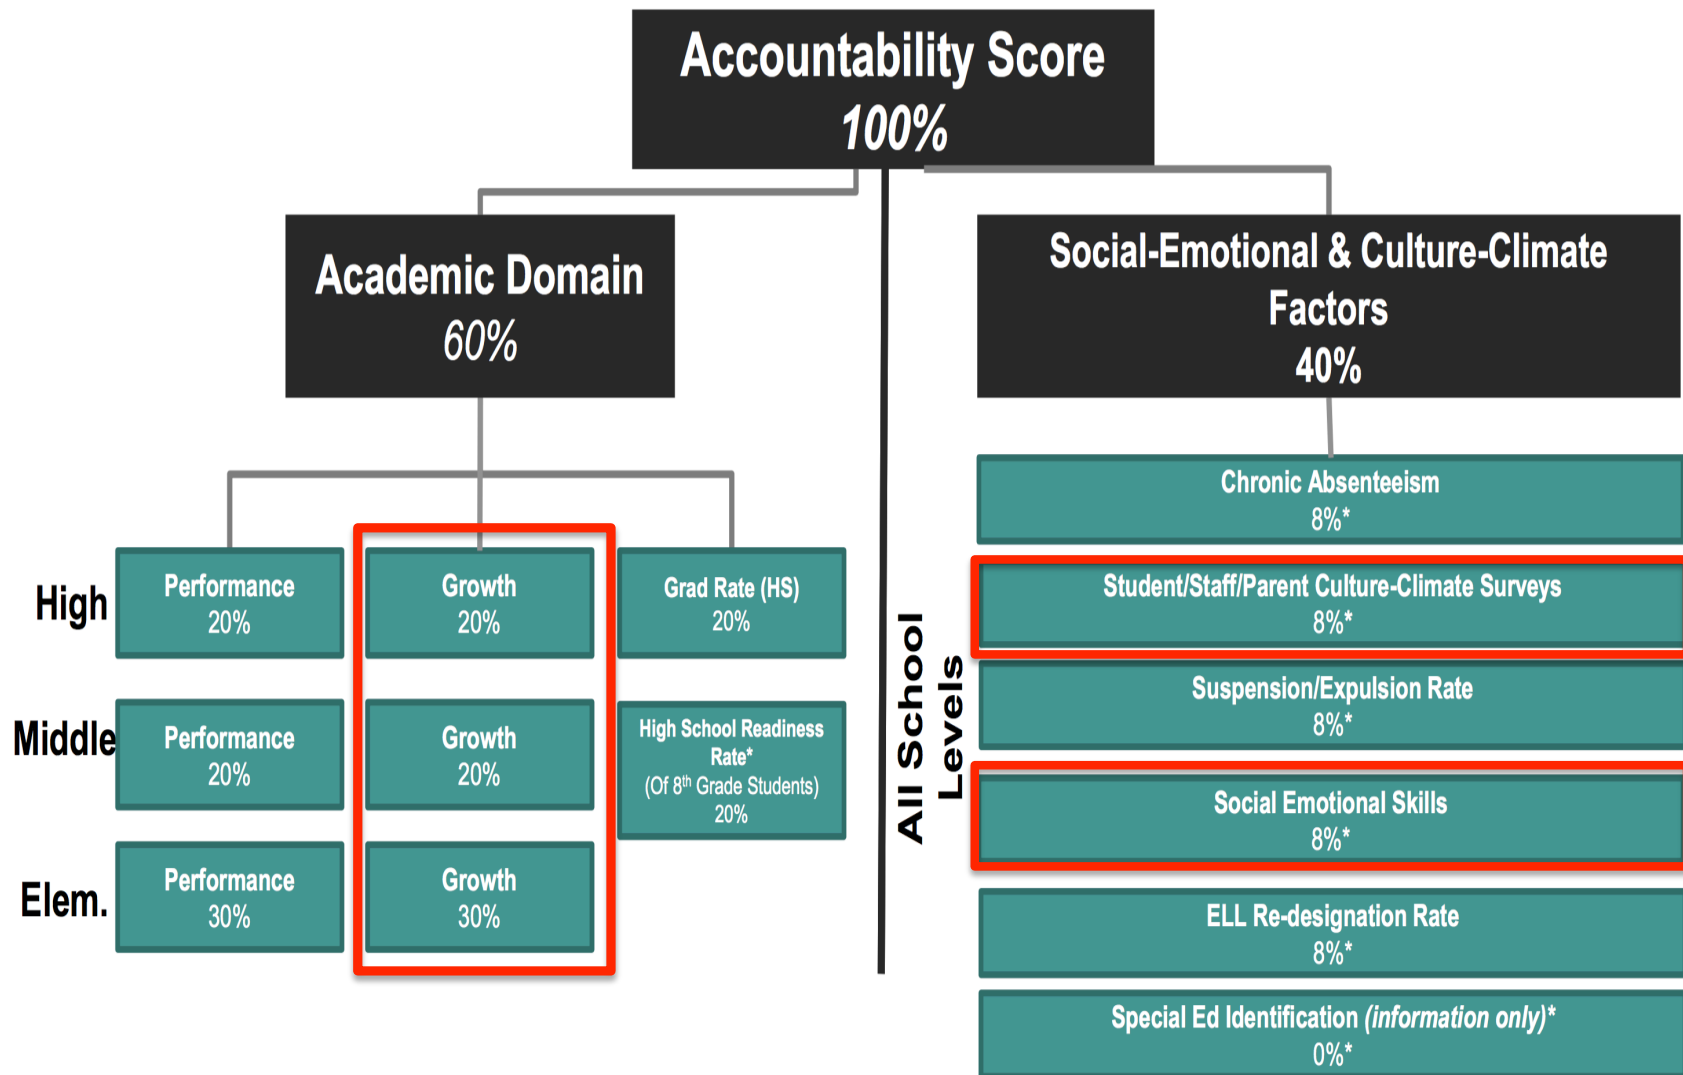 Accountability Score
100%
Academic Domain
60%
Social-Emotional & Culture-Climate
Factors
40%
High
Performance
20%
Growth
20%
Grad Rate (HS)
20%
Middle
Performance
20%
Growth
20%
High School Readiness
Rate*
(Of 8th Grade Students)
20%
Elem.
Performance
30%
Growth
30%
All School
Levels
Chronic Absenteeism
8%*
Student/Staff/Parent Culture-Climate Surveys
8%*
Suspension/Expulsion Rate
8%*
Social Emotional Skills
8%*
ELL Re-designation Rate
8%*
Special Ed Identification (information only)*
0%*